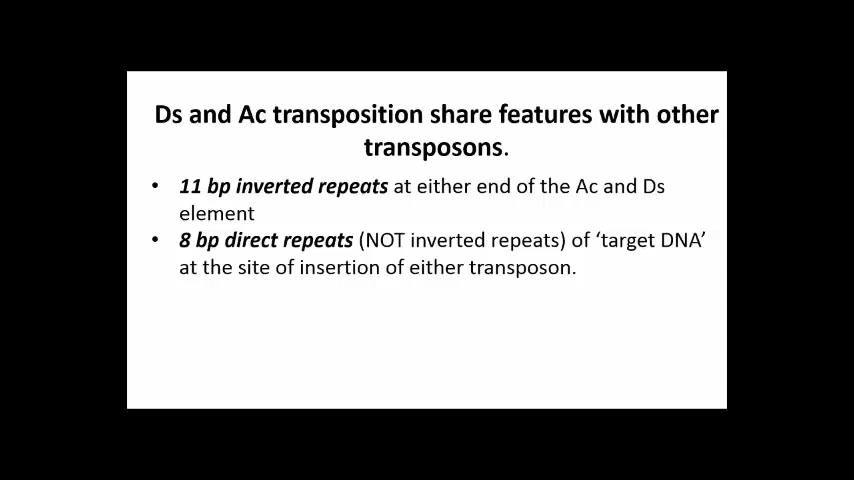 Ds and Ac transposition share features with other
transposons.
• 11 bp inverted repeats at either end of the Ac and Ds
element
• 8 bp direct repeats (NOT inverted repeats) of ‘target DNA’
at the site of insertion of either transposon.